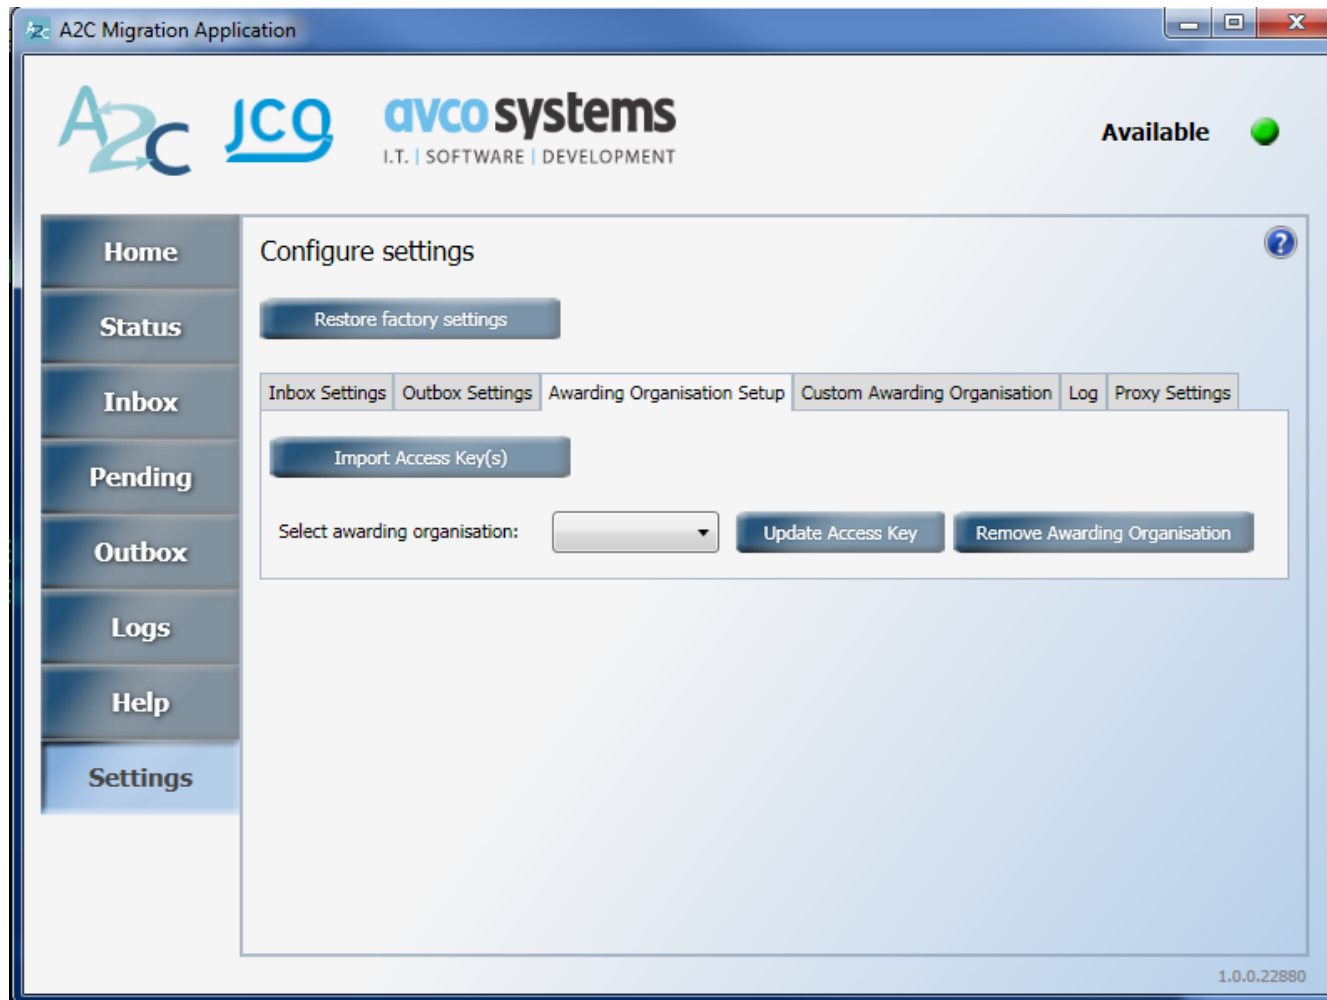 A2C Migration Application
A2C
JCQ
avco systems
I.T. | SOFTWARE | DEVELOPMENT
Available
Home
Status
Inbox
Pending
Outbox
Logs
Help
Settings
Configure settings
?
Restore factory settings
Inbox Settings
Outbox Settings
Awarding Organisation Setup
Custom Awarding Organisation
Log
Proxy Settings
Import Access Key(s)
Select awarding organisation:
Update Access Key
Remove Awarding Organisation
1.0.0.22880